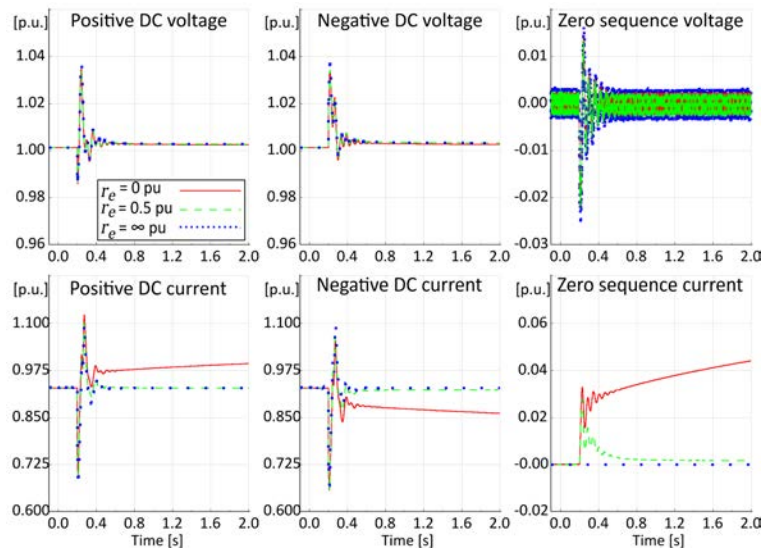 Positive DC voltage Negative DC voltage Zero sequence voltage
[p.u.] [p.u.] [p.u.]
1.04 1.04 0.01
1.02 1.02 0.00
1.00 1.00 -0.01
0.98 0.98 -0.02
0.96 0.96 -0.03
r_e = 0 pu
r_e = 0.5 pu
r_e = ∞ pu
0.0 0.4 0.8 1.2 1.6 2.0 0.0 0.4 0.8 1.2 1.6 2.0 0.0 0.4 0.8 1.2 1.6 2.0
Positive DC current Negative DC current Zero sequence current
[p.u.] [p.u.] [p.u.]
1.100 1.100 0.06
0.975 0.975 0.04
0.850 0.850 0.02
0.725 0.725 -0.00
0.600 0.600 -0.02
0.0 0.4 0.8 1.2 1.6 2.0 0.0 0.4 0.8 1.2 1.6 2.0 0.0 0.4 0.8 1.2 1.6 2.0
Time [s] Time [s] Time [s]